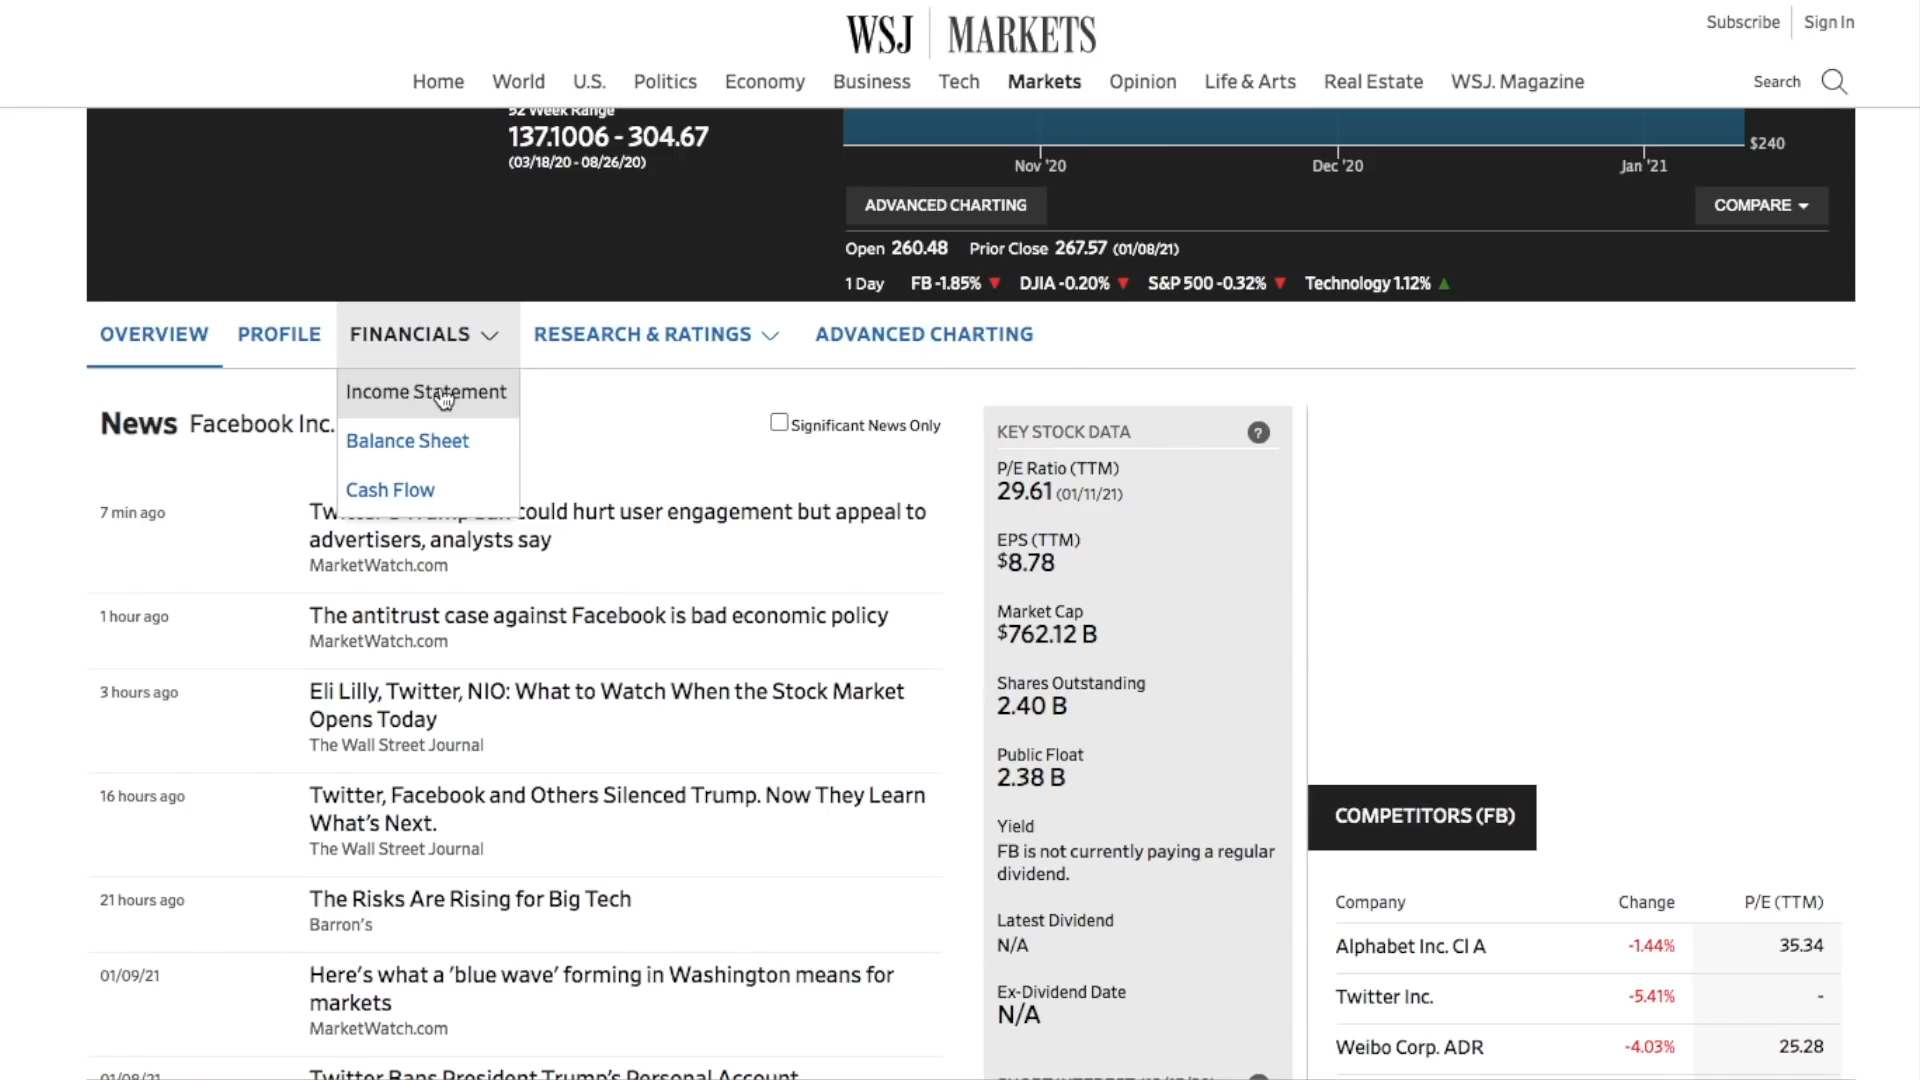 WSJ MARKETS
Subscribe Sign In
Home World U.S. Politics Economy Business Tech Markets Opinion Life & Arts Real Estate WSJ. Magazine Search
52 Week Range
137.1006 - 304.67
(03/18/20 - 08/26/20)
$240
Nov '20 Dec '20 Jan '21
ADVANCED CHARTING COMPARE
Open 260.48 Prior Close 267.57 (01/08/21)
1 Day FB -1.85% DJIA -0.20% S&P 500 -0.32% Technology 1.12%
OVERVIEW PROFILE FINANCIALS RESEARCH & RATINGS ADVANCED CHARTING
Income Statement
Balance Sheet
Cash Flow
News Facebook Inc.
Significant News Only
7 min ago
could hurt user engagement but appeal to
advertisers, analysts say
MarketWatch.com
1 hour ago
The antitrust case against Facebook is bad economic policy
MarketWatch.com
3 hours ago
Eli Lilly, Twitter, NIO: What to Watch When the Stock Market
Opens Today
The Wall Street Journal
16 hours ago
Twitter, Facebook and Others Silenced Trump. Now They Learn
What's Next.
The Wall Street Journal
21 hours ago
The Risks Are Rising for Big Tech
Barron's
01/09/21
Here's what a 'blue wave' forming in Washington means for
markets
MarketWatch.com
01/08/21
Twitter Bans President Trump's Personal Account
KEY STOCK DATA ?
P/E Ratio (TTM)
29.61 (01/11/21)
EPS (TTM)
$8.78
Market Cap
$762.12 B
Shares Outstanding
2.40 B
Public Float
2.38 B
Yield
FB is not currently paying a regular
dividend.
Latest Dividend
N/A
Ex-Dividend Date
N/A
COMPETITORS (FB)
Company Change P/E (TTM)
Alphabet Inc. Cl A -1.44% 35.34
Twitter Inc. -5.41% -
Weibo Corp. ADR -4.03% 25.28